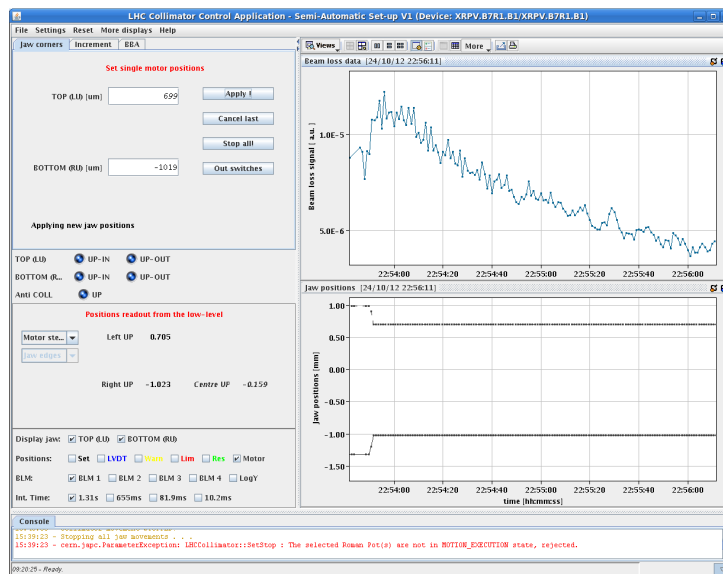 LHC Collimator Control Application - Semi-Automatic Set-up V1 (Device: XRPV.B7R1.B1/XRPV.B7R1.B1)
File Settings Reset More displays Help
Jaw corners Increment BBA
Set single motor positions
TOP (LU) [um] 699 Apply !
Cancel last
Stop all!
BOTTOM (RU) [um] -1019 Out switches
Applying new jaw positions
TOP (LU) UP-IN UP-OUT
BOTTOM (R... UP-IN UP-OUT
Anti COLL UP
Positions readout from the low-level
Motor ste... Left UP 0.705
Jaw edges
Right UP -1.023 Centre UP -0.159
Display jaw: TOP (LU) BOTTOM (RU)
Positions: Set LVDT Lim Res Motor
BLM: BLM 1 BLM 2 BLM 3 BLM 4 LogY
Int. Time: 1.31s 655ms 81.9ms 10.2ms
Views More
Beam loss data [24/10/12 22:56:11]
Beam loss signal [ a.u. ]
1.0E-5
5.0E-6
22:54:00 22:54:20 22:54:40 22:55:00 22:55:20 22:55:40 22:56:00
Jaw positions [24/10/12 22:56:11]
Jaw positions [mm]
1.00
0.50
0.00
-0.50
-1.00
-1.50
22:54:00 22:54:20 22:54:40 22:55:00 22:55:20 22:55:40 22:56:00
time [hh:mm:ss]
Console
15:39:23 - Stopping all jaw movements . . .
15:39:23 - cern.japc.ParameterException: LHCCollimator::SetStop : The selected Roman Pot(s) are not in MOTION_EXECUTION state, rejected.
09:20:25 - Ready.